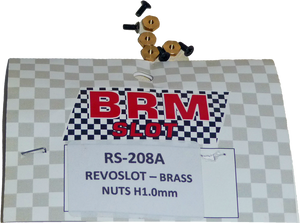 BRM
SLOT
RS-208A
REVOSLOT – BRASS
NUTS H1.0mm